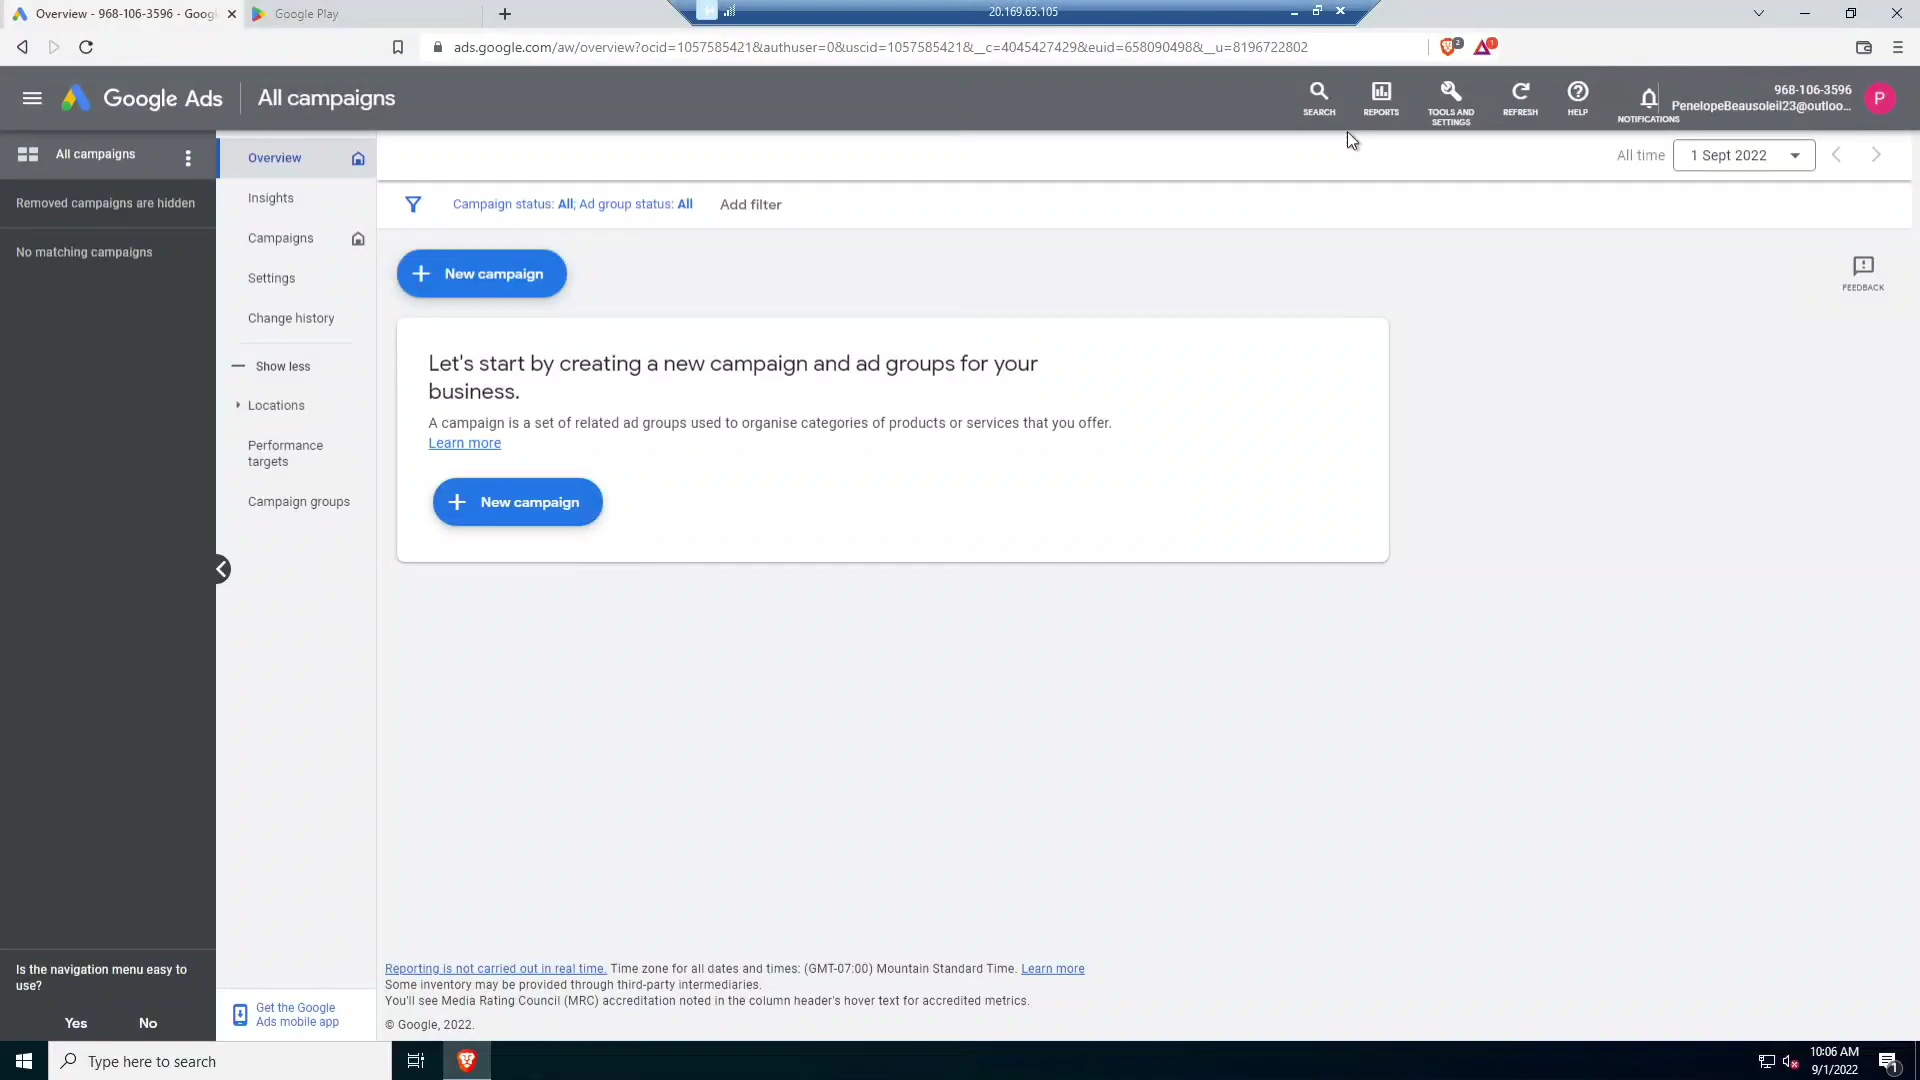 Overview - 968-106-3596 - Goog
Google Play
20.169.65.105
ads.google.com/aw/overview?ocid=1057585421&authuser=0&uscid=1057585421&__c=4045427429&euid=658090498&__u=8196722802
2
1
Google Ads
All campaigns
SEARCH
REPORTS
TOOLS AND SETTINGS
REFRESH
HELP
NOTIFICATIONS
968-106-3596
PenelopeBeausoleil23@outloo...
P
All campaigns
Removed campaigns are hidden
No matching campaigns
Overview
Insights
Campaigns
Settings
Change history
Show less
Locations
Performance
targets
Campaign groups
All time
1 Sept 2022
Campaign status: All; Ad group status: All
Add filter
New campaign
FEEDBACK
Let's start by creating a new campaign and ad groups for your
business.
A campaign is a set of related ad groups used to organise categories of products or services that you offer.
Learn more
New campaign
Is the navigation menu easy to
use?
Yes
No
Get the Google
Ads mobile app
Reporting is not carried out in real time. Time zone for all dates and times: (GMT-07:00) Mountain Standard Time. Learn more
Some inventory may be provided through third-party intermediaries.
You'll see Media Rating Council (MRC) accreditation noted in the column header's hover text for accredited metrics.
© Google, 2022.
Type here to search
10:06 AM
9/1/2022
1